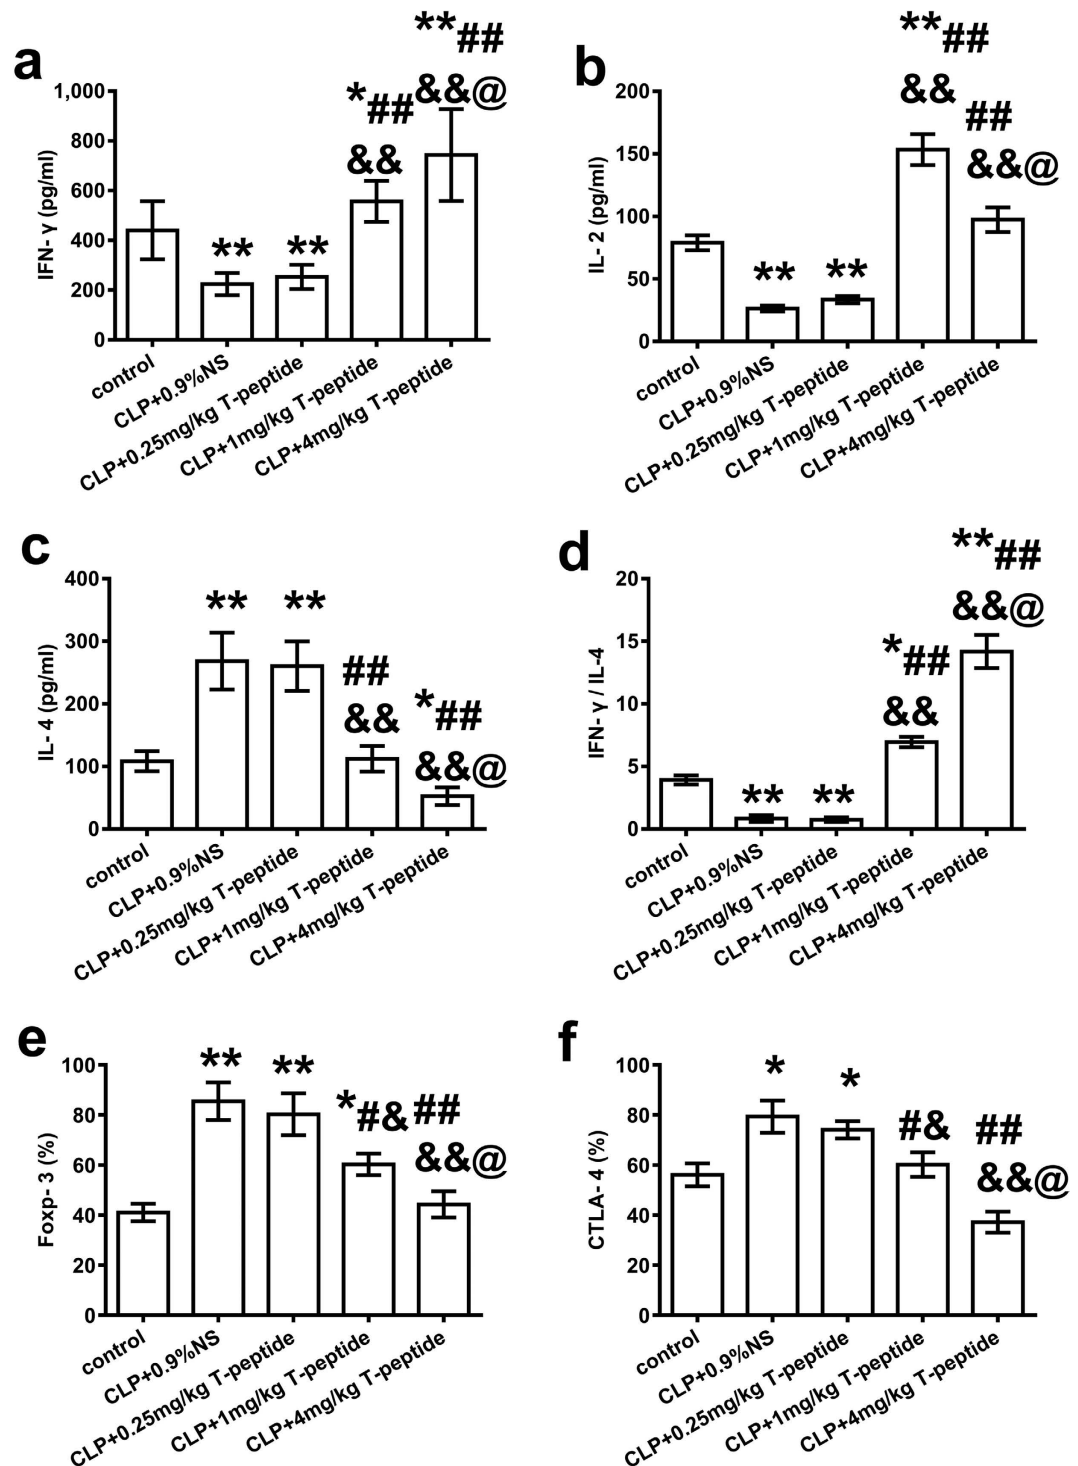 a
**##
&&@
*##
&&
** **
IFN- γ (pg/ml)
1,000
800
600
400
200
0
control
CLP+0.9%NS
CLP+0.25mg/kg T-peptide
CLP+1mg/kg T-peptide
CLP+4mg/kg T-peptide
b
**##
&&
##
&&@
** **
IL- 2 (pg/ml)
200
150
100
50
0
control
CLP+0.9%NS
CLP+0.25mg/kg T-peptide
CLP+1mg/kg T-peptide
CLP+4mg/kg T-peptide
c
** **
##
&&
*##
&&@
IL- 4 (pg/ml)
400
300
200
100
0
control
CLP+0.9%NS
CLP+0.25mg/kg T-peptide
CLP+1mg/kg T-peptide
CLP+4mg/kg T-peptide
d
**##
&&@
*##
&&
** **
IFN- γ / IL-4
20
15
10
5
0
control
CLP+0.9%NS
CLP+0.25mg/kg T-peptide
CLP+1mg/kg T-peptide
CLP+4mg/kg T-peptide
e
** **
*#&
##
&&@
Foxp- 3 (%)
100
80
60
40
20
0
control
CLP+0.9%NS
CLP+0.25mg/kg T-peptide
CLP+1mg/kg T-peptide
CLP+4mg/kg T-peptide
f
* *
#&
##
&&@
CTLA- 4 (%)
100
80
60
40
20
0
control
CLP+0.9%NS
CLP+0.25mg/kg T-peptide
CLP+1mg/kg T-peptide
CLP+4mg/kg T-peptide